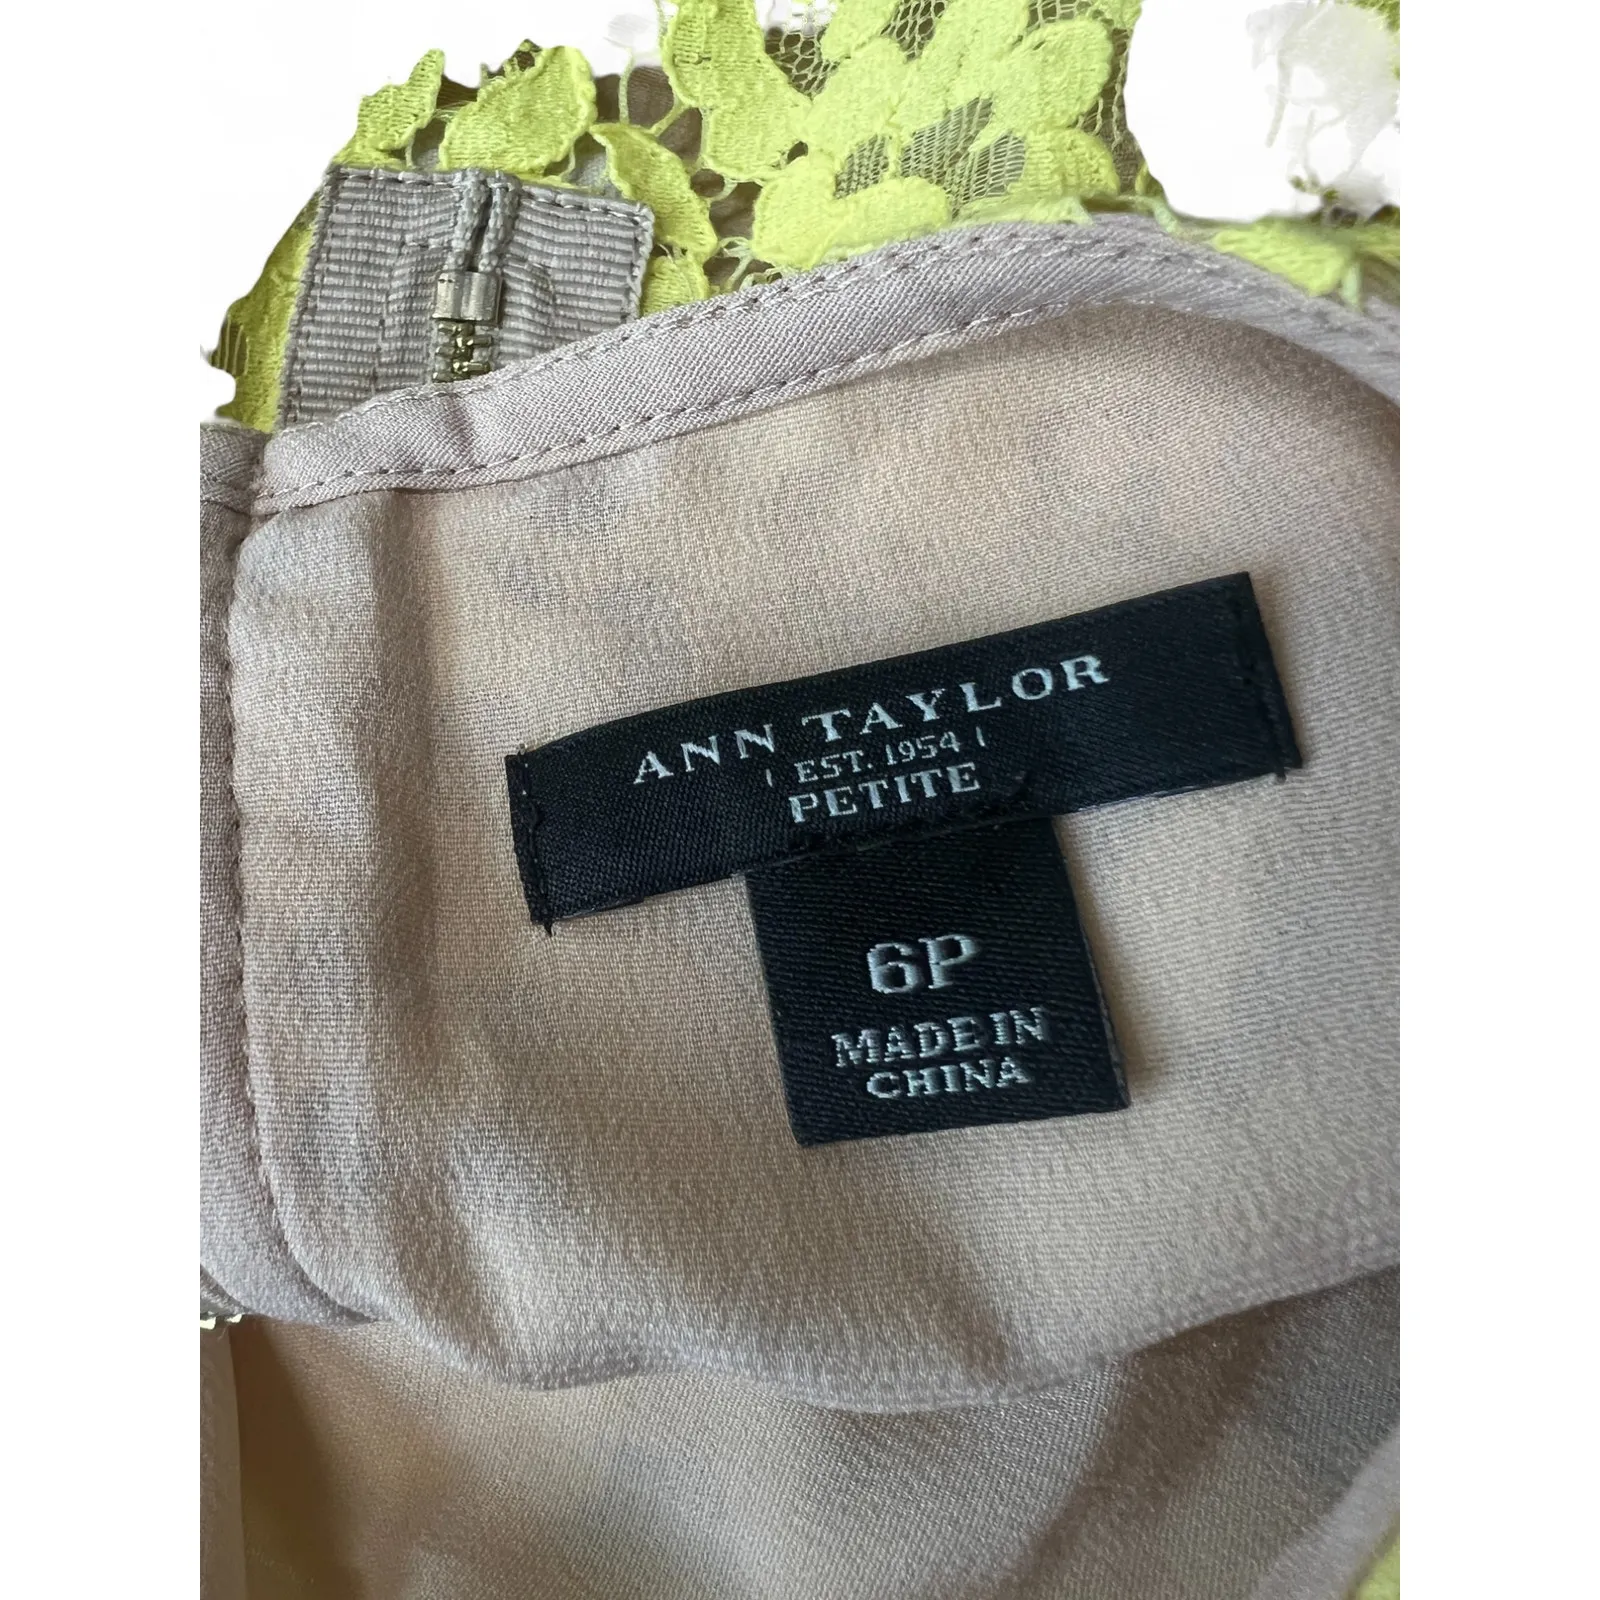 ANN TAYLOR
EST. 1954
PETITE
6P
MADE IN
CHINA